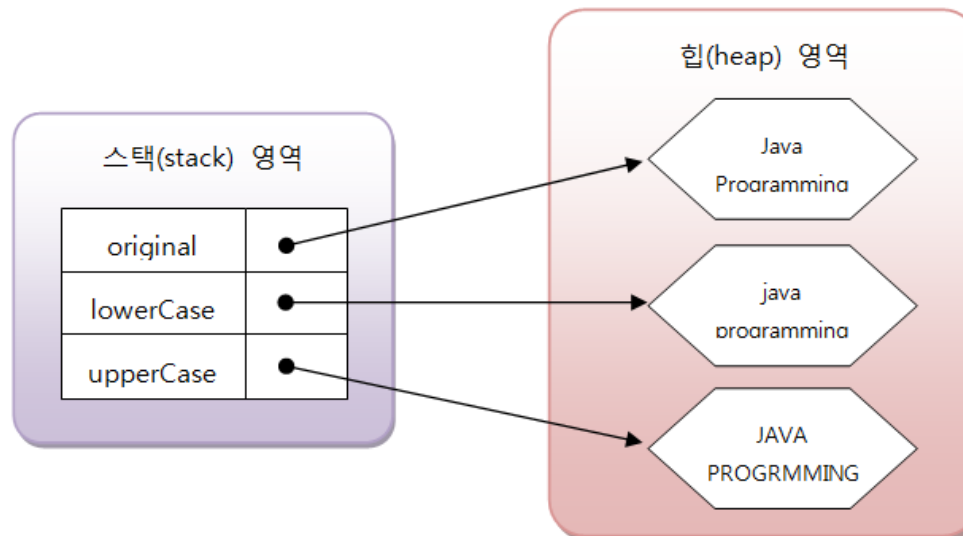 힙(heap) 영역
스택(stack) 영역
original
lowerCase
upperCase
Java
Programming
java
programming
JAVA
PROGRMMING